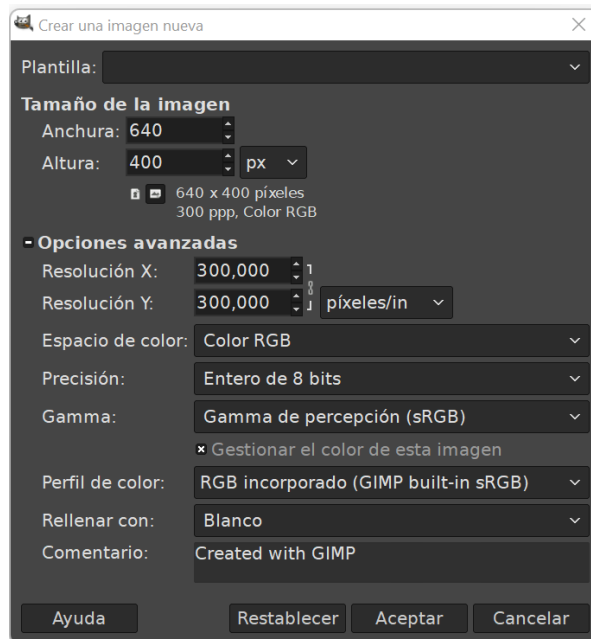 Crear una imagen nueva
Plantilla:
Tamaño de la imagen
Anchura: 640
Altura: 400 px
640 x 400 píxeles
300 ppp, Color RGB
Opciones avanzadas
Resolución X: 300,000
Resolución Y: 300,000 píxeles/in
Espacio de color: Color RGB
Precisión: Entero de 8 bits
Gamma: Gamma de percepción (sRGB)
Gestionar el color de esta imagen
Perfil de color: RGB incorporado (GIMP built-in sRGB)
Rellenar con: Blanco
Comentario: Created with GIMP
Ayuda Restablecer Aceptar Cancelar